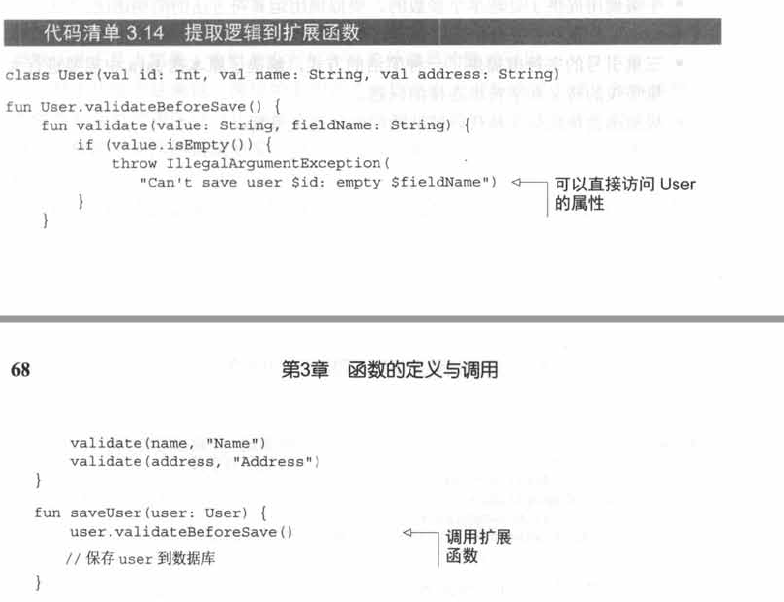 代码清单 3.14 提取逻辑到扩展函数
class User(val id: Int, val name: String, val address: String)
fun User.validateBeforeSave() {
    fun validate(value: String, fieldName: String) {
        if (value.isEmpty()) {
            throw IllegalArgumentException(
               "Can't save user $id: empty $fieldName")
可以直接访问 User
的属性
        }
    }
68 第3章 函数的定义与调用
    validate(name, "Name")
    validate(address, "Address")
}
fun saveUser(user: User) {
    user.validateBeforeSave()
调用扩展
函数
    // 保存 user 到数据库
}